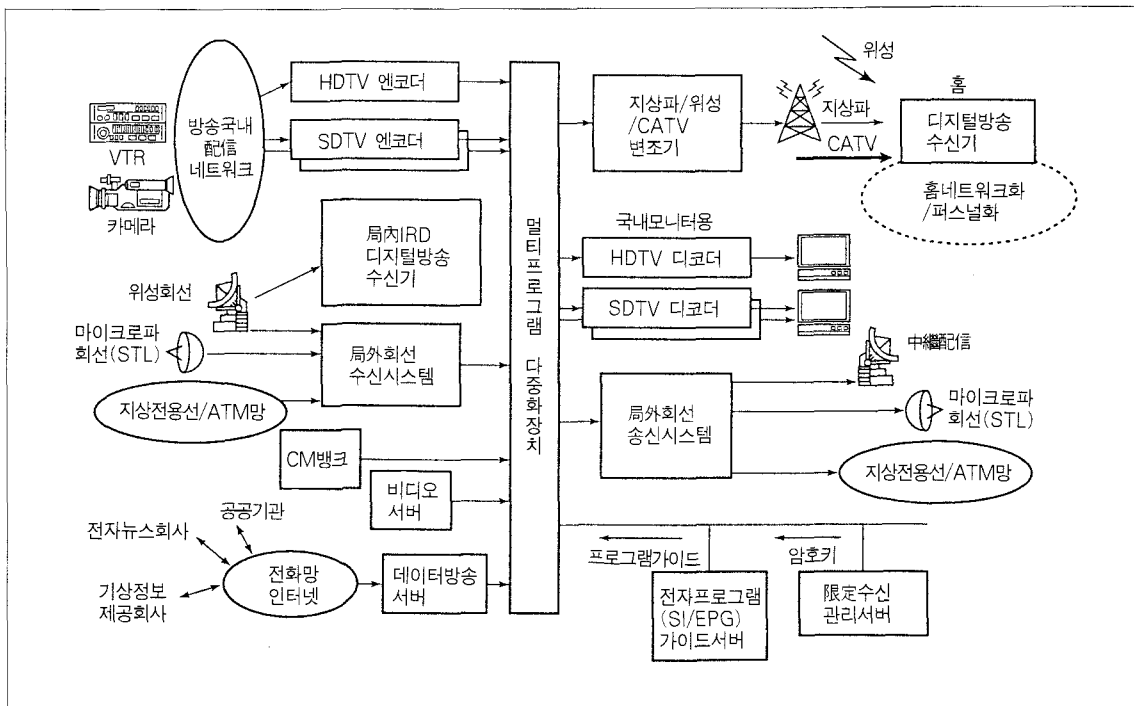 VTR
카메라
방송국내
配信
네트워크
HDTV 엔코더
SDTV 엔코더
局內IRD
디지털방송
수신기
위성회선
마이크로파
회선(STL)
지상전용선/ATM망
局外회선
수신시스템
CM뱅크
비디오
서버
공공기관
전자뉴스회사
기상정보
제공회사
전화망
인터넷
데이터방송
서버
멀티프로그램 다중화장치
지상파/위성
/CATV
변조기
위성
지상파
CATV
홈
디지털방송
수신기
홈네트워크화
/퍼스널화
국내모니터용
HDTV 디코더
SDTV 디코더
局外회선
송신시스템
中繼配信
마이크로파
회선(STL)
지상전용선/ATM망
프로그램가이드
암호키
전자프로그램
(SI/EPG)
가이드서버
限定수신
관리서버